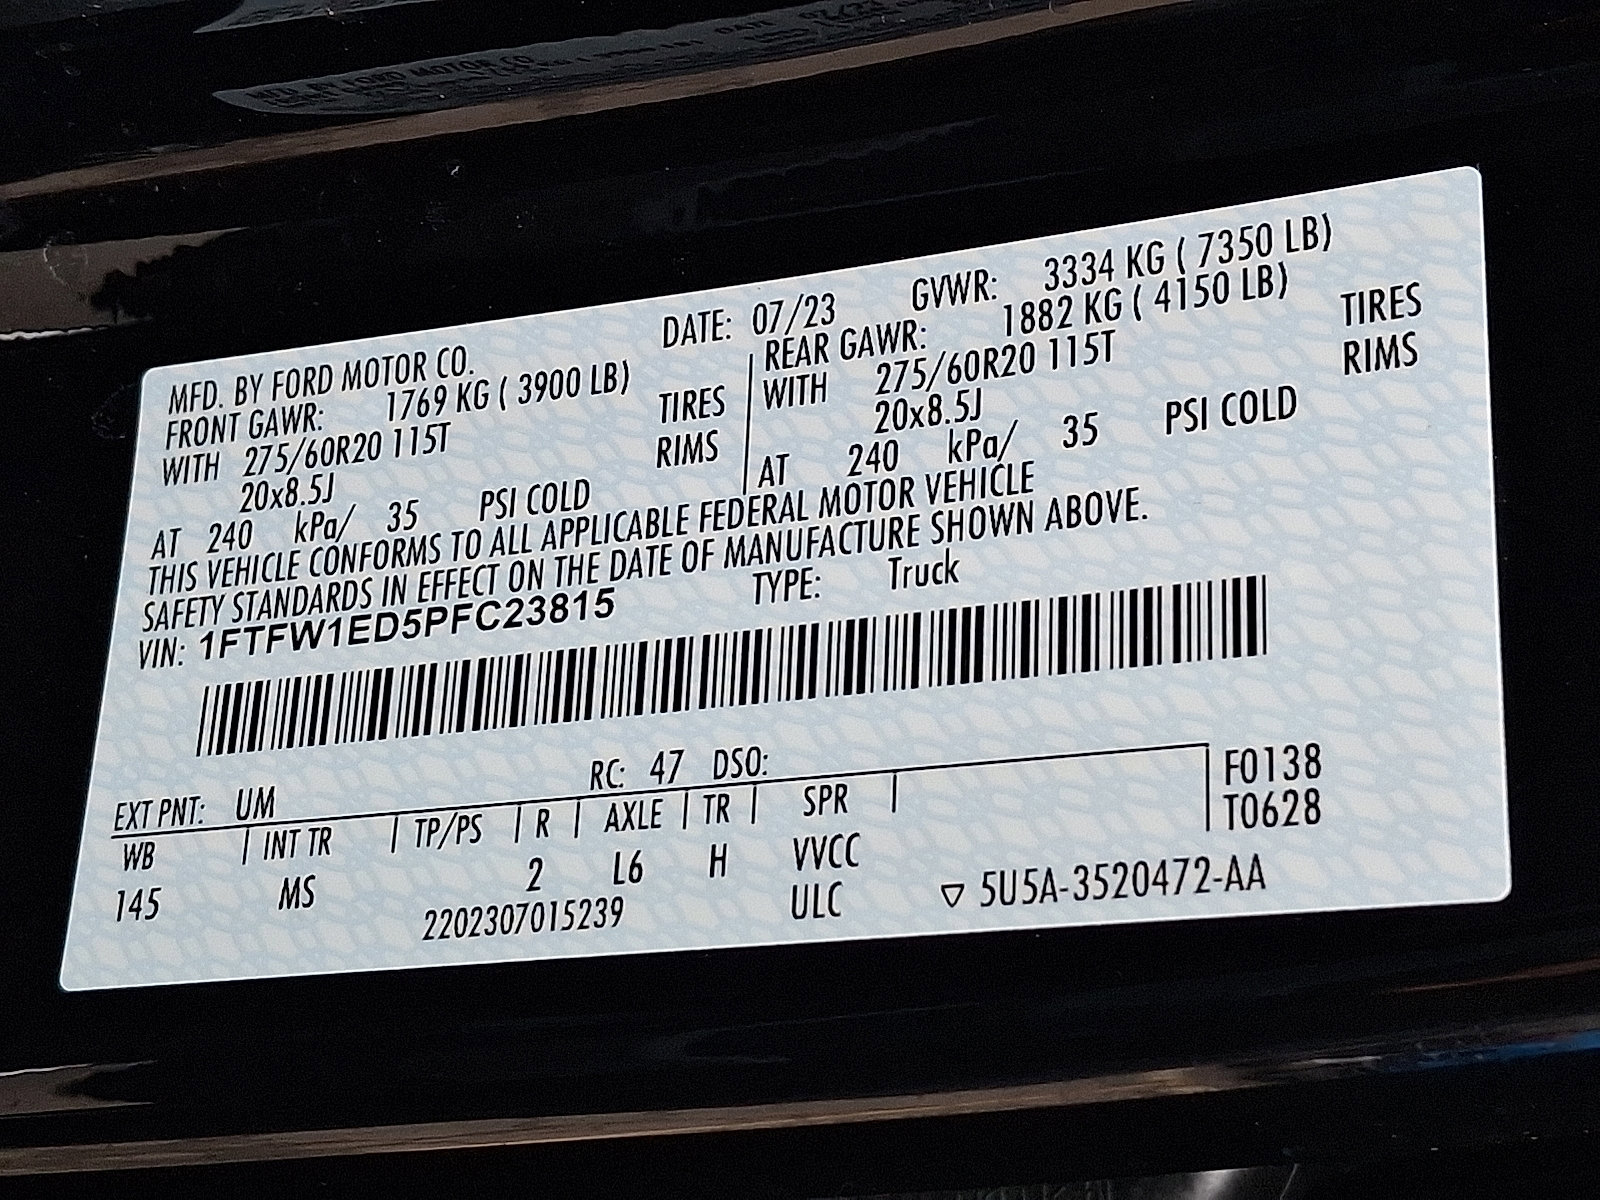 MFD. BY FORD MOTOR CO.
DATE: 07/23 GVWR: 3334 KG ( 7350 LB)
FRONT GAWR: 1769 KG ( 3900 LB)
WITH 275/60R20 115T TIRES
20x8.5J RIMS
AT 240 kPa/ 35 PSI COLD
REAR GAWR: 1882 KG ( 4150 LB)
WITH 275/60R20 115T TIRES
20x8.5J RIMS
AT 240 kPa/ 35 PSI COLD
THIS VEHICLE CONFORMS TO ALL APPLICABLE FEDERAL MOTOR VEHICLE
SAFETY STANDARDS IN EFFECT ON THE DATE OF MANUFACTURE SHOWN ABOVE.
VIN: 1FTFW1ED5PFC23815 TYPE: Truck
EXT PNT: UM RC: 47 DSO: F0138
WB INT TR TP/PS R AXLE TR SPR T0628
145 MS 2 L6 H VVCC
2202307015239 ULC ▽ 5U5A-3520472-AA